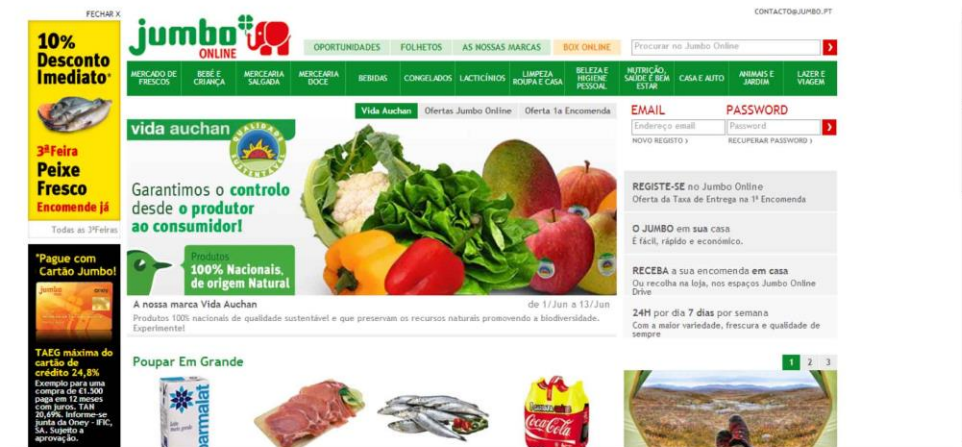 FECHAR X
CONTACTO@JUMBO.PT
10%
Desconto
Imediato*
3ªFeira
Peixe
Fresco
Encomende já
Todas as 3ªFeiras
*Pague com
Cartão Jumbo!
jumbo
oney
TAEG máxima do
cartão de
crédito 24,8%
Exemplo para uma
compra de €1.500
paga em 12 meses
com juros. TAN
20,69%. Informe-se
junta da Oney - IFIC,
SA. Sujeito a
aprovação.
jumbo
ONLINE
OPORTUNIDADES FOLHETOS AS NOSSAS MARCAS BOX ONLINE
Procurar no Jumbo Online
MERCADO DE FRESCOS
BEBÉ E CRIANÇA
MERCEARIA SALGADA
MERCEARIA DOCE
BEBIDAS
CONGELADOS
LACTICÍNIOS
LIMPEZA ROUPA E CASA
BELEZA E HIGIENE PESSOAL
NUTRIÇÃO, SAÚDE E BEM ESTAR
CASA E AUTO
ANIMAIS E JARDIM
LAZER E VIAGEM
Vida Auchan Ofertas Jumbo Online Oferta 1a Encomenda
vida auchan
QUALIDADE
SUSTENTÁVEL
Garantimos o controlo
desde o produtor
ao consumidor!
Produtos
100% Nacionais,
de origem Natural
A nossa marca Vida Auchan
de 1/Jun a 13/Jun
Produtos 100% nacionais de qualidade sustentável e que preservam os recursos naturais promovendo a biodiversidade.
Experimente!
EMAIL PASSWORD
Endereço email Password
NOVO REGISTO › RECUPERAR PASSWORD ›
REGISTE-SE no Jumbo Online
Oferta da Taxa de Entrega na 1ª Encomenda
O JUMBO em sua casa
É fácil, rápido e económico.
RECEBA a sua encomenda em casa
Ou recolha na loja, nos espaços Jumbo Online
Drive
24H por dia 7 dias por semana
Com a maior variedade, frescura e qualidade de
sempre
Poupar Em Grande
1 2 3
parmalat
Coca-Cola